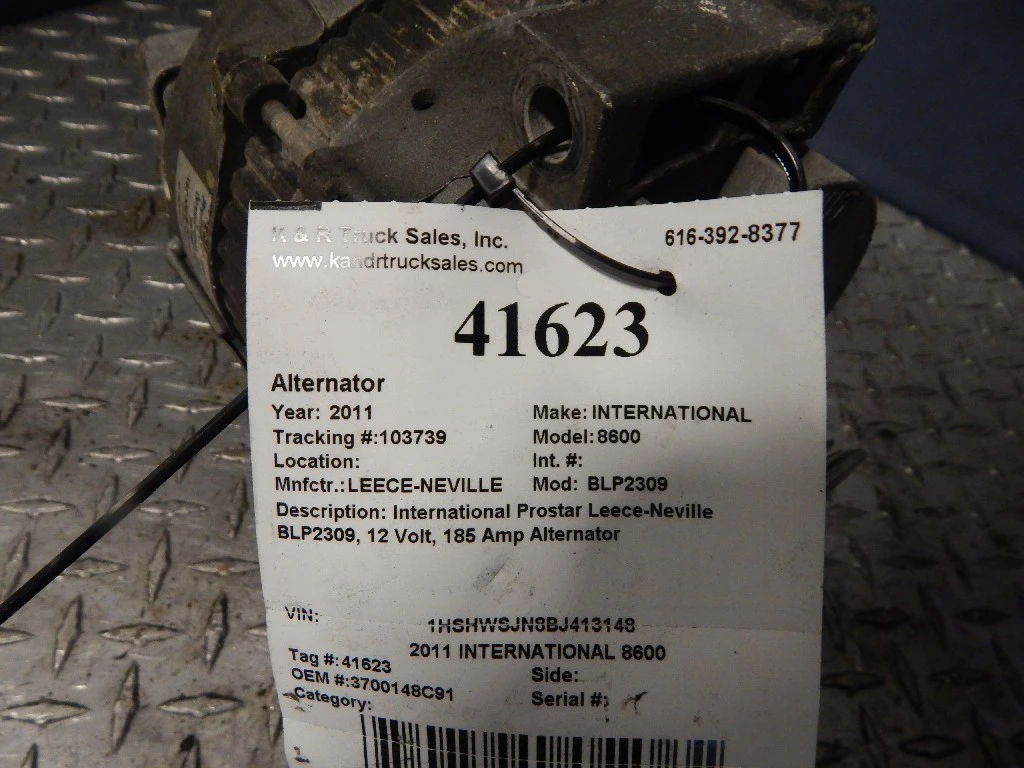 K & R Truck Sales, Inc. 616-392-8377
www.kandrtrucksales.com
41623
Alternator
Year: 2011 Make: INTERNATIONAL
Tracking #:103739 Model:8600
Location: Int. #:
Mnfctr.:LEECE-NEVILLE Mod: BLP2309
Description: International Prostar Leece-Neville
BLP2309, 12 Volt, 185 Amp Alternator
VIN: 1HSHWSJN8BJ413148
2011 INTERNATIONAL 8600
Tag #:41623 Side:
OEM #:3700148C91 Serial #:
Category: